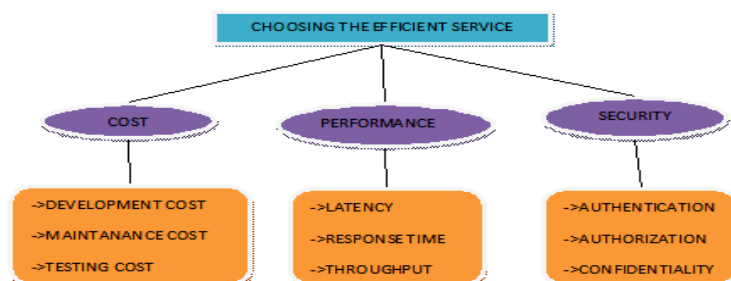 CHOOSING THE EFFICIENT SERVICE
COST
PERFORMANCE
SECURITY
->DEVELOPMENT COST
->MAINTANANCE COST
->TESTING COST
->LATENCY
->RESPONSE TIME
->THROUGHPUT
->AUTHENTICATION
->AUTHORIZATION
->CONFIDENTIALITY